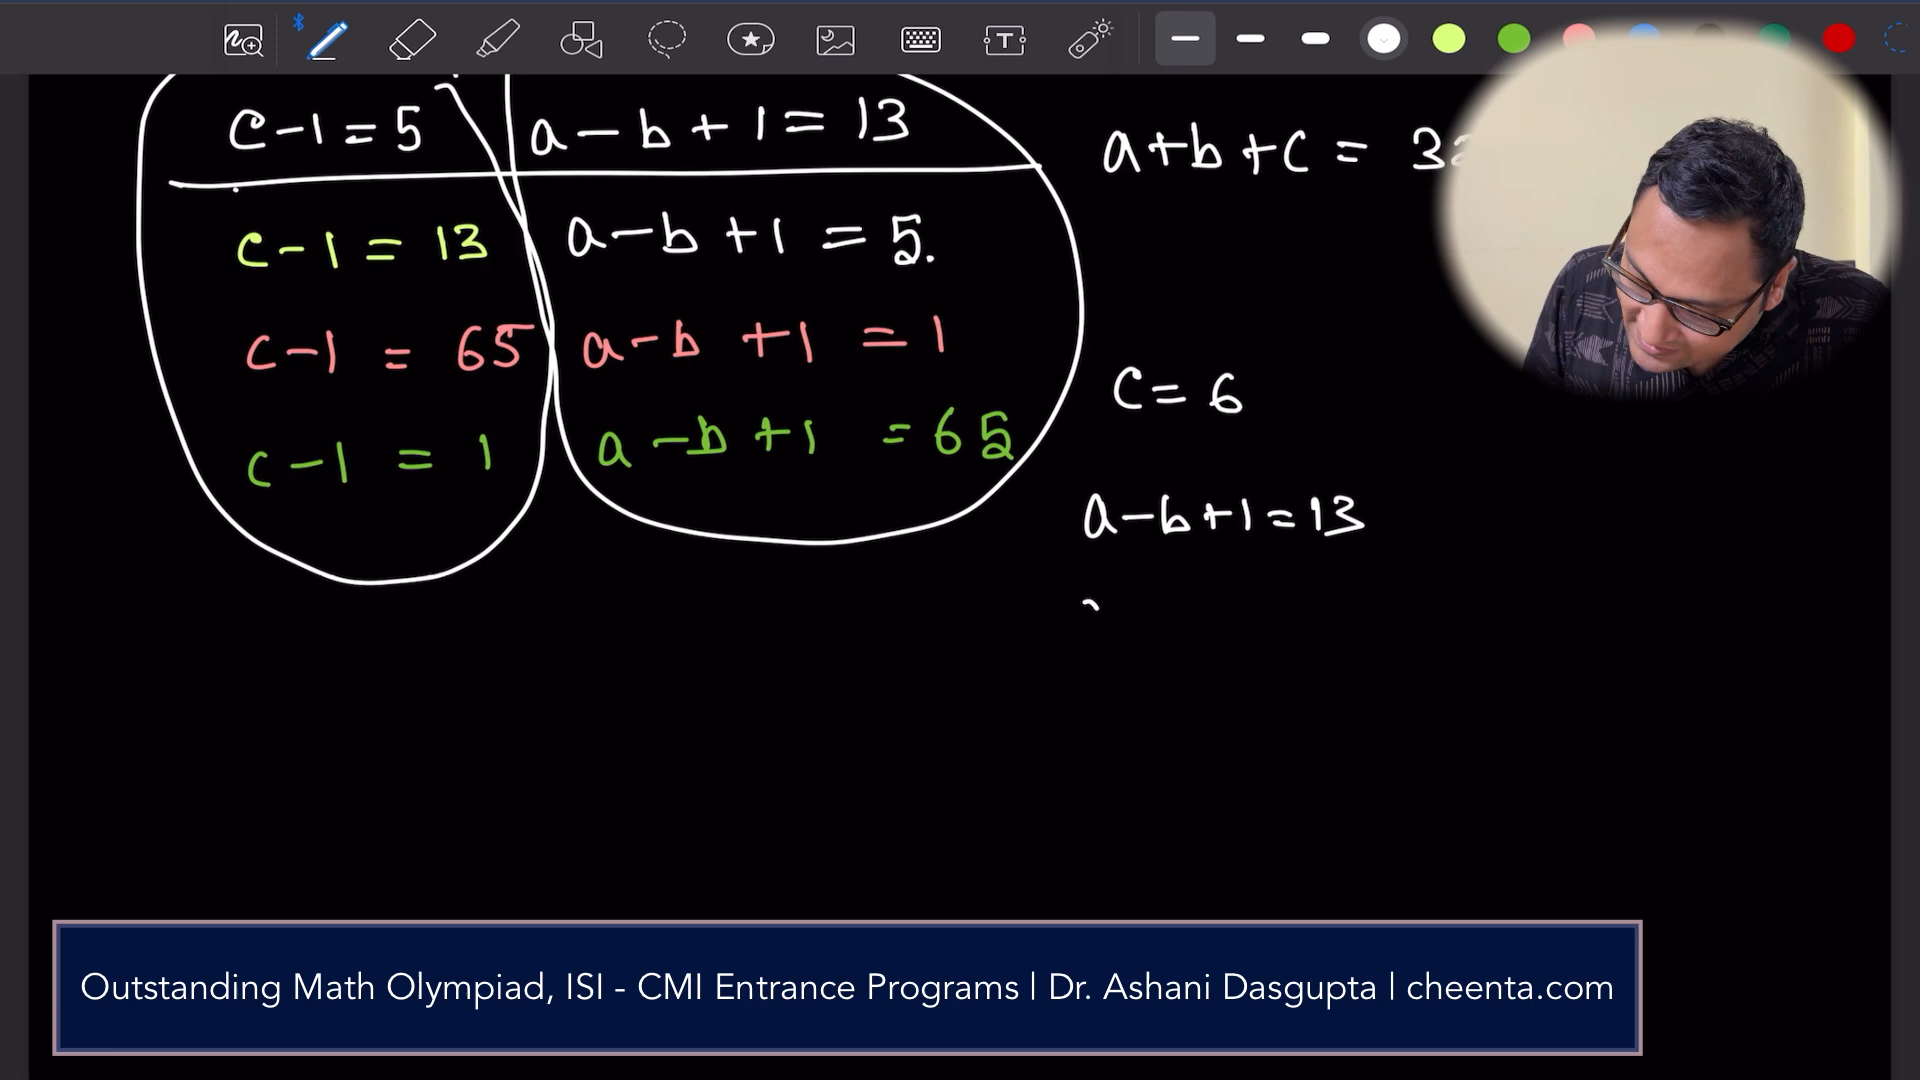 c-1=5 a-b+1=13
c-1=13 a-b+1=5.
c-1=65 a-b+1=1
c-1=1 a-b+1=65
a+b+c=
c=6
a-b+1=13
Outstanding Math Olympiad, ISI - CMI Entrance Programs | Dr. Ashani Dasgupta | cheenta.com